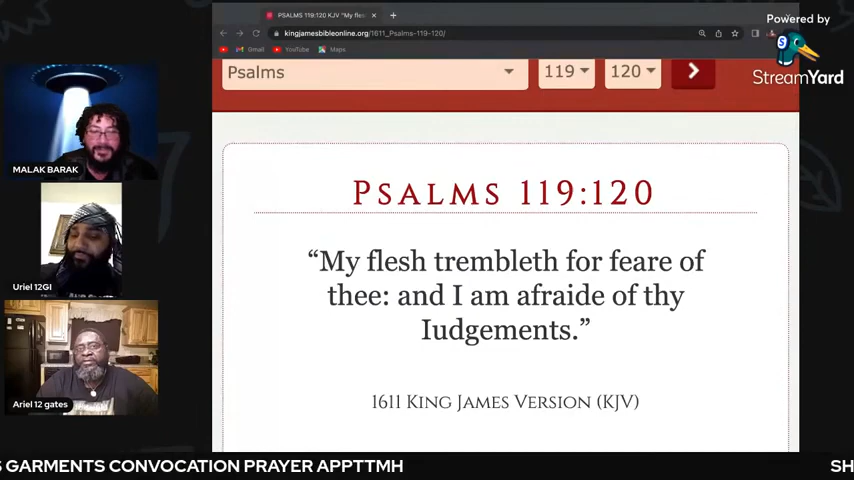 PSALMS 119:120 KJV "My fles
kingjamesbibleonline.org/1611_Psalms-119-120/
Gmail
YouTube
Maps
Powered by
StreamYard
Psalms
119
120
PSALMS 119:120
“My flesh trembleth for feare of
thee: and I am afraide of thy
Iudgements.”
1611 KING JAMES VERSION (KJV)
MALAK BARAK
Uriel 12GI
Ariel 12 gates
S GARMENTS CONVOCATION PRAYER APPTTMH
SH